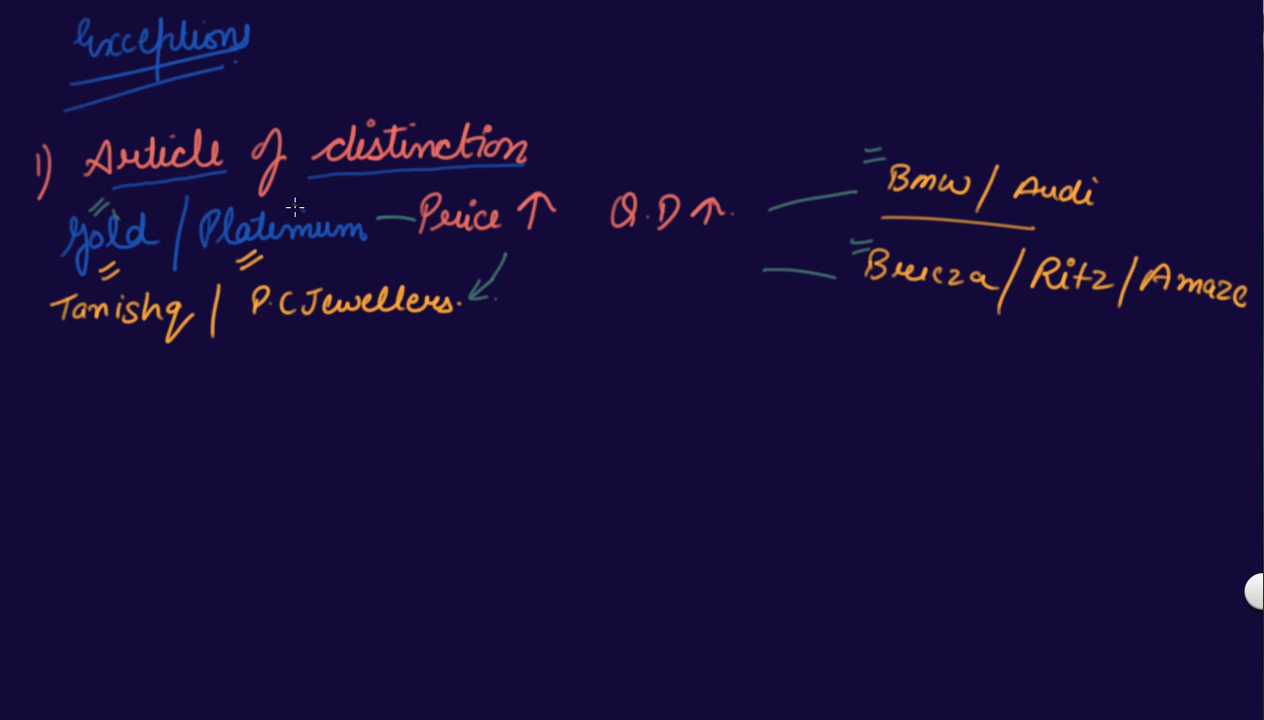 Exception
1) Article of distinction
Gold / Platinum - Price ↑ Q.D ↑.
Tanishq / P.C Jewellers.
BMW / Audi
Brezza / Ritz / Amaze